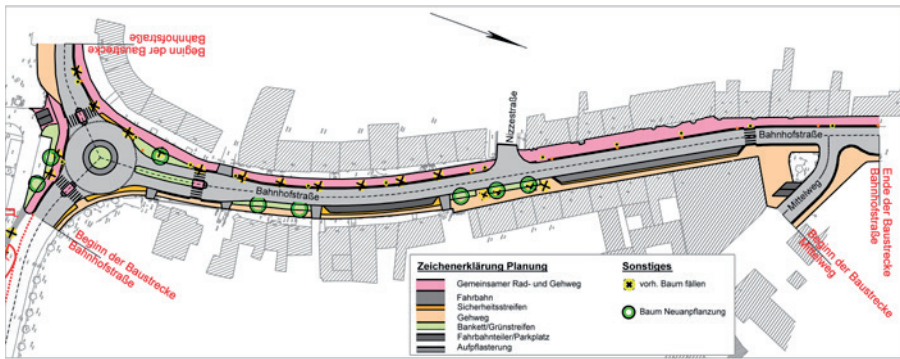 Beginn der Baustrecke
Bahnhofstraße
Nizzestraße
Bahnhofstraße
Bahnhofstraße
Mittelweg
Ende der Baustrecke
Bahnhofstraße
Beginn der Baustrecke
Mittelweg
Beginn der Baustrecke
Bahnhofstraße
Zeichenerklärung Planung
Gemeinsamer Rad- und Gehweg
Fahrbahn
Sicherheitsstreifen
Gehweg
Bankett/Grünstreifen
Fahrbahnteiler/Parkplatz
Aufpflasterung
Sonstiges
vorh. Baum fällen
Baum Neuanpflanzung